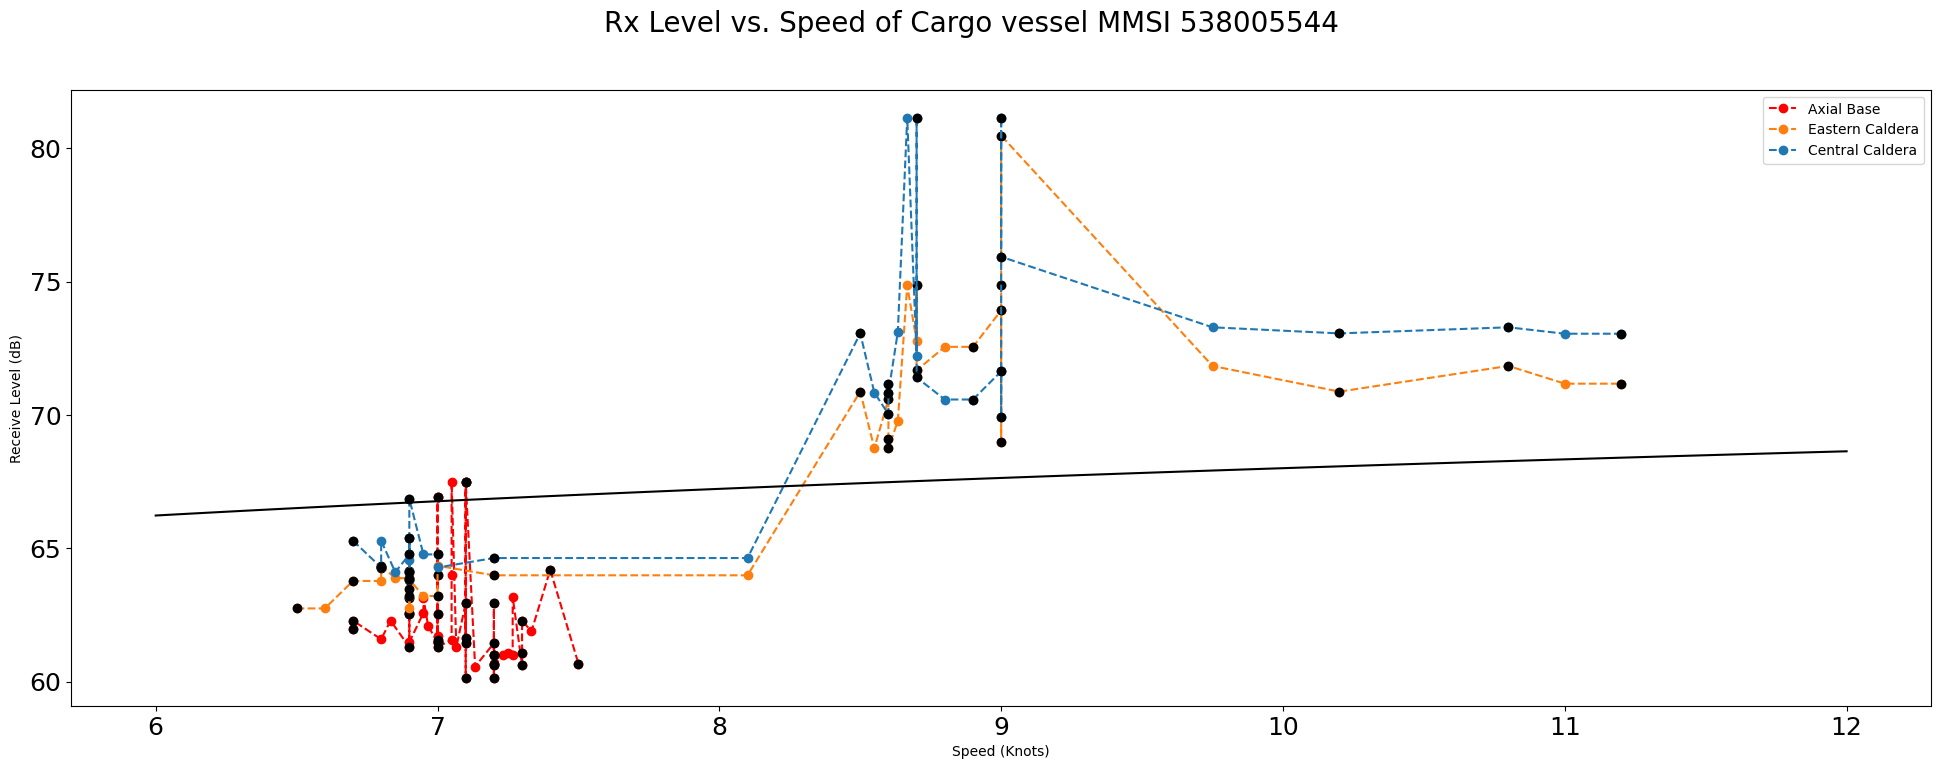 Rx Level vs. Speed of Cargo vessel MMSI 538005544
Axial Base
Eastern Caldera
Central Caldera
80
75
70
65
60
Receive Level (dB)
6 7 8 9 10 11 12
Speed (Knots)